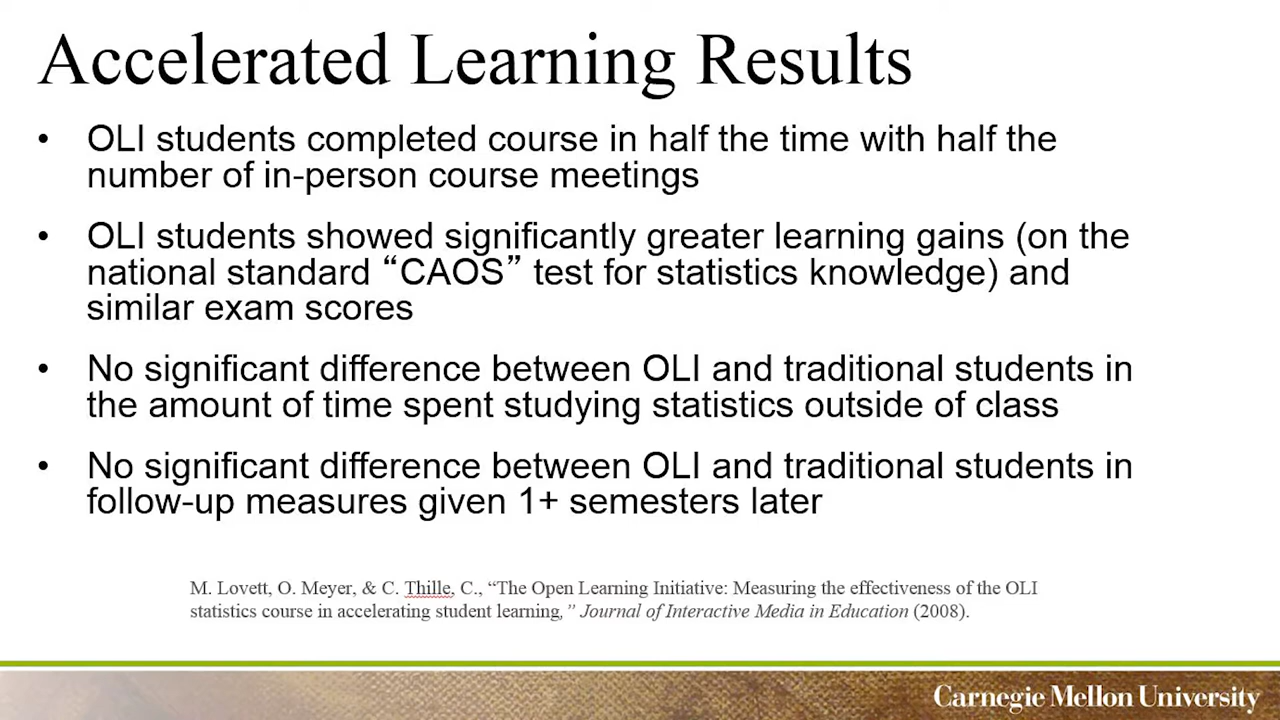 Accelerated Learning Results
• OLI students completed course in half the time with half the
number of in-person course meetings
• OLI students showed significantly greater learning gains (on the
national standard “CAOS” test for statistics knowledge) and
similar exam scores
• No significant difference between OLI and traditional students in
the amount of time spent studying statistics outside of class
• No significant difference between OLI and traditional students in
follow-up measures given 1+ semesters later
M. Lovett, O. Meyer, & C. Thille, C., “The Open Learning Initiative: Measuring the effectiveness of the OLI
statistics course in accelerating student learning,” Journal of Interactive Media in Education (2008).
Carnegie Mellon University